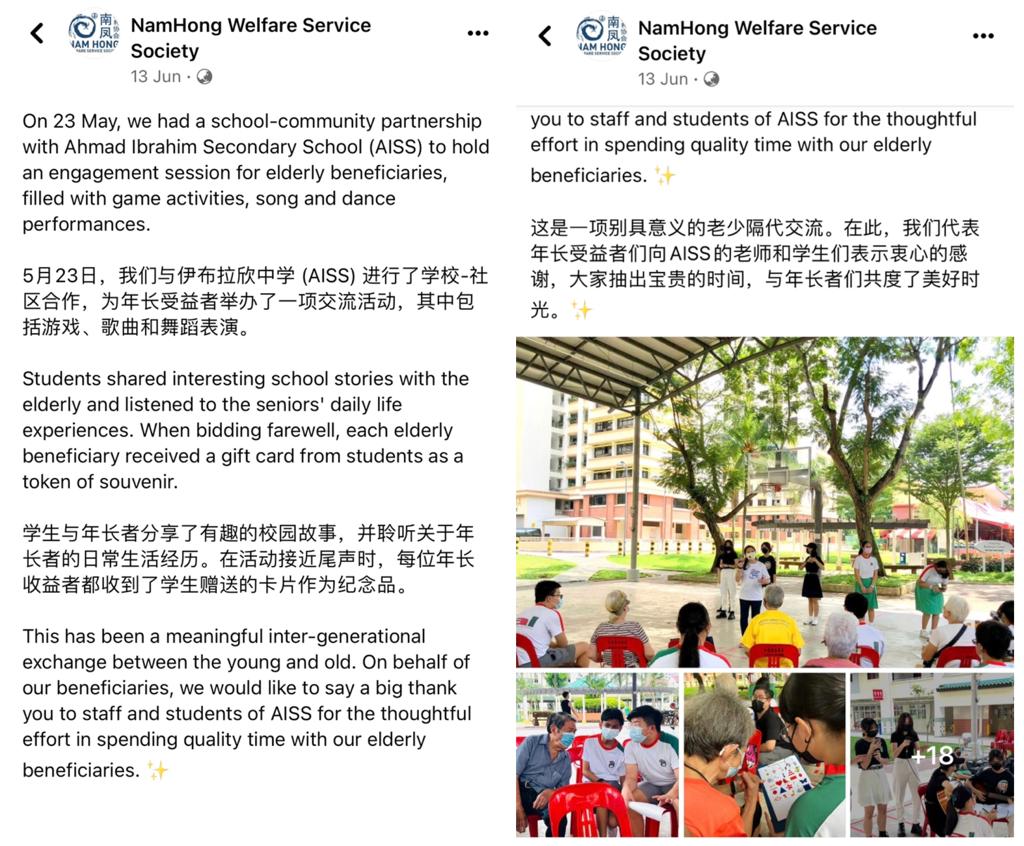 NamHong Welfare Service
Society
13 Jun ·
On 23 May, we had a school-community partnership
with Ahmad Ibrahim Secondary School (AISS) to hold
an engagement session for elderly beneficiaries,
filled with game activities, song and dance
performances.
5月23日，我们与伊布拉欣中学 (AISS) 进行了学校-社
区合作，为年长受益者举办了一项交流活动，其中包
括游戏、歌曲和舞蹈表演。
Students shared interesting school stories with the
elderly and listened to the seniors' daily life
experiences. When bidding farewell, each elderly
beneficiary received a gift card from students as a
token of souvenir.
学生与年长者分享了有趣的校园故事，并聆听关于年
长者的日常生活经历。在活动接近尾声时，每位年长
收益者都收到了学生赠送的卡片作为纪念品。
This has been a meaningful inter-generational
exchange between the young and old. On behalf of
our beneficiaries, we would like to say a big thank
you to staff and students of AISS for the thoughtful
effort in spending quality time with our elderly
beneficiaries. ✨
NamHong Welfare Service
Society
13 Jun ·
you to staff and students of AISS for the thoughtful
effort in spending quality time with our elderly
beneficiaries. ✨
这是一项别具意义的老少隔代交流。在此，我们代表
年长受益者们向AISS的老师和学生们表示衷心的感
谢，大家抽出宝贵的时间，与年长者们共度了美好时
光。✨
+18